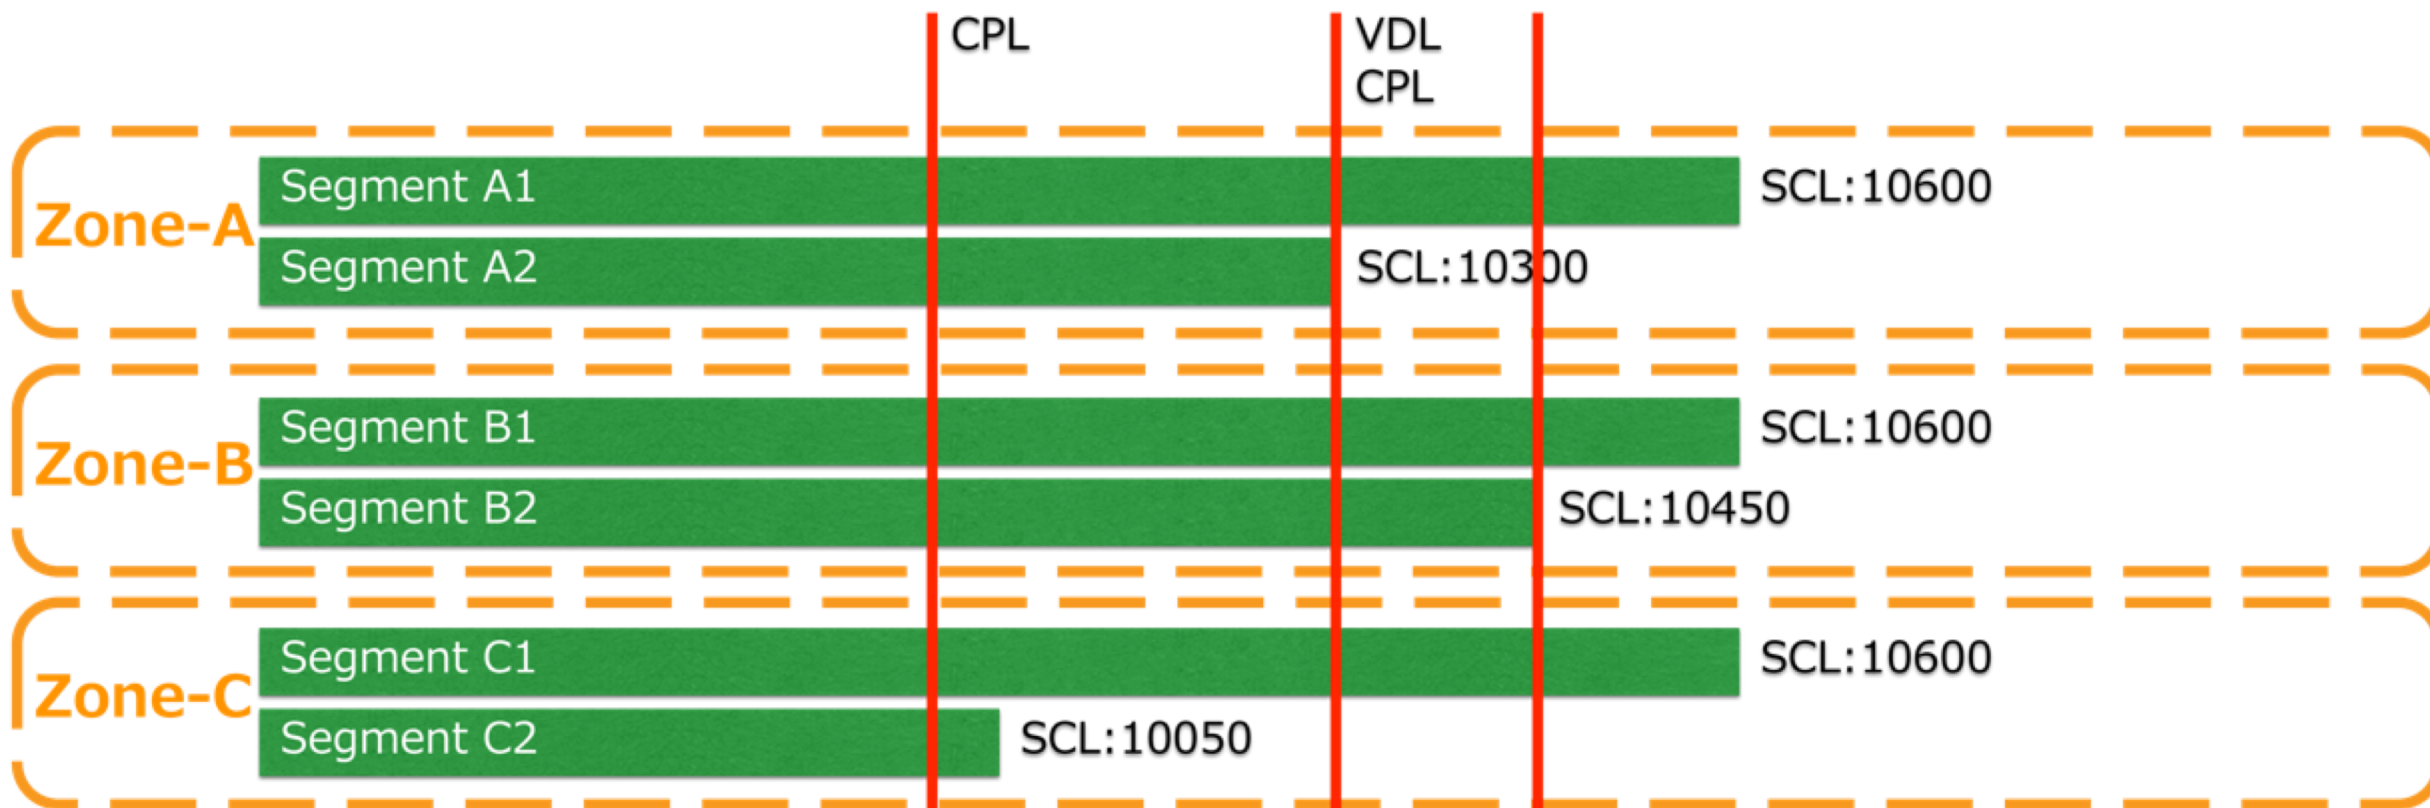 CPL
VDL
CPL
Zone-A
Segment A1
SCL:10600
Segment A2
SCL:10300
Zone-B
Segment B1
SCL:10600
Segment B2
SCL:10450
Zone-C
Segment C1
SCL:10600
Segment C2
SCL:10050